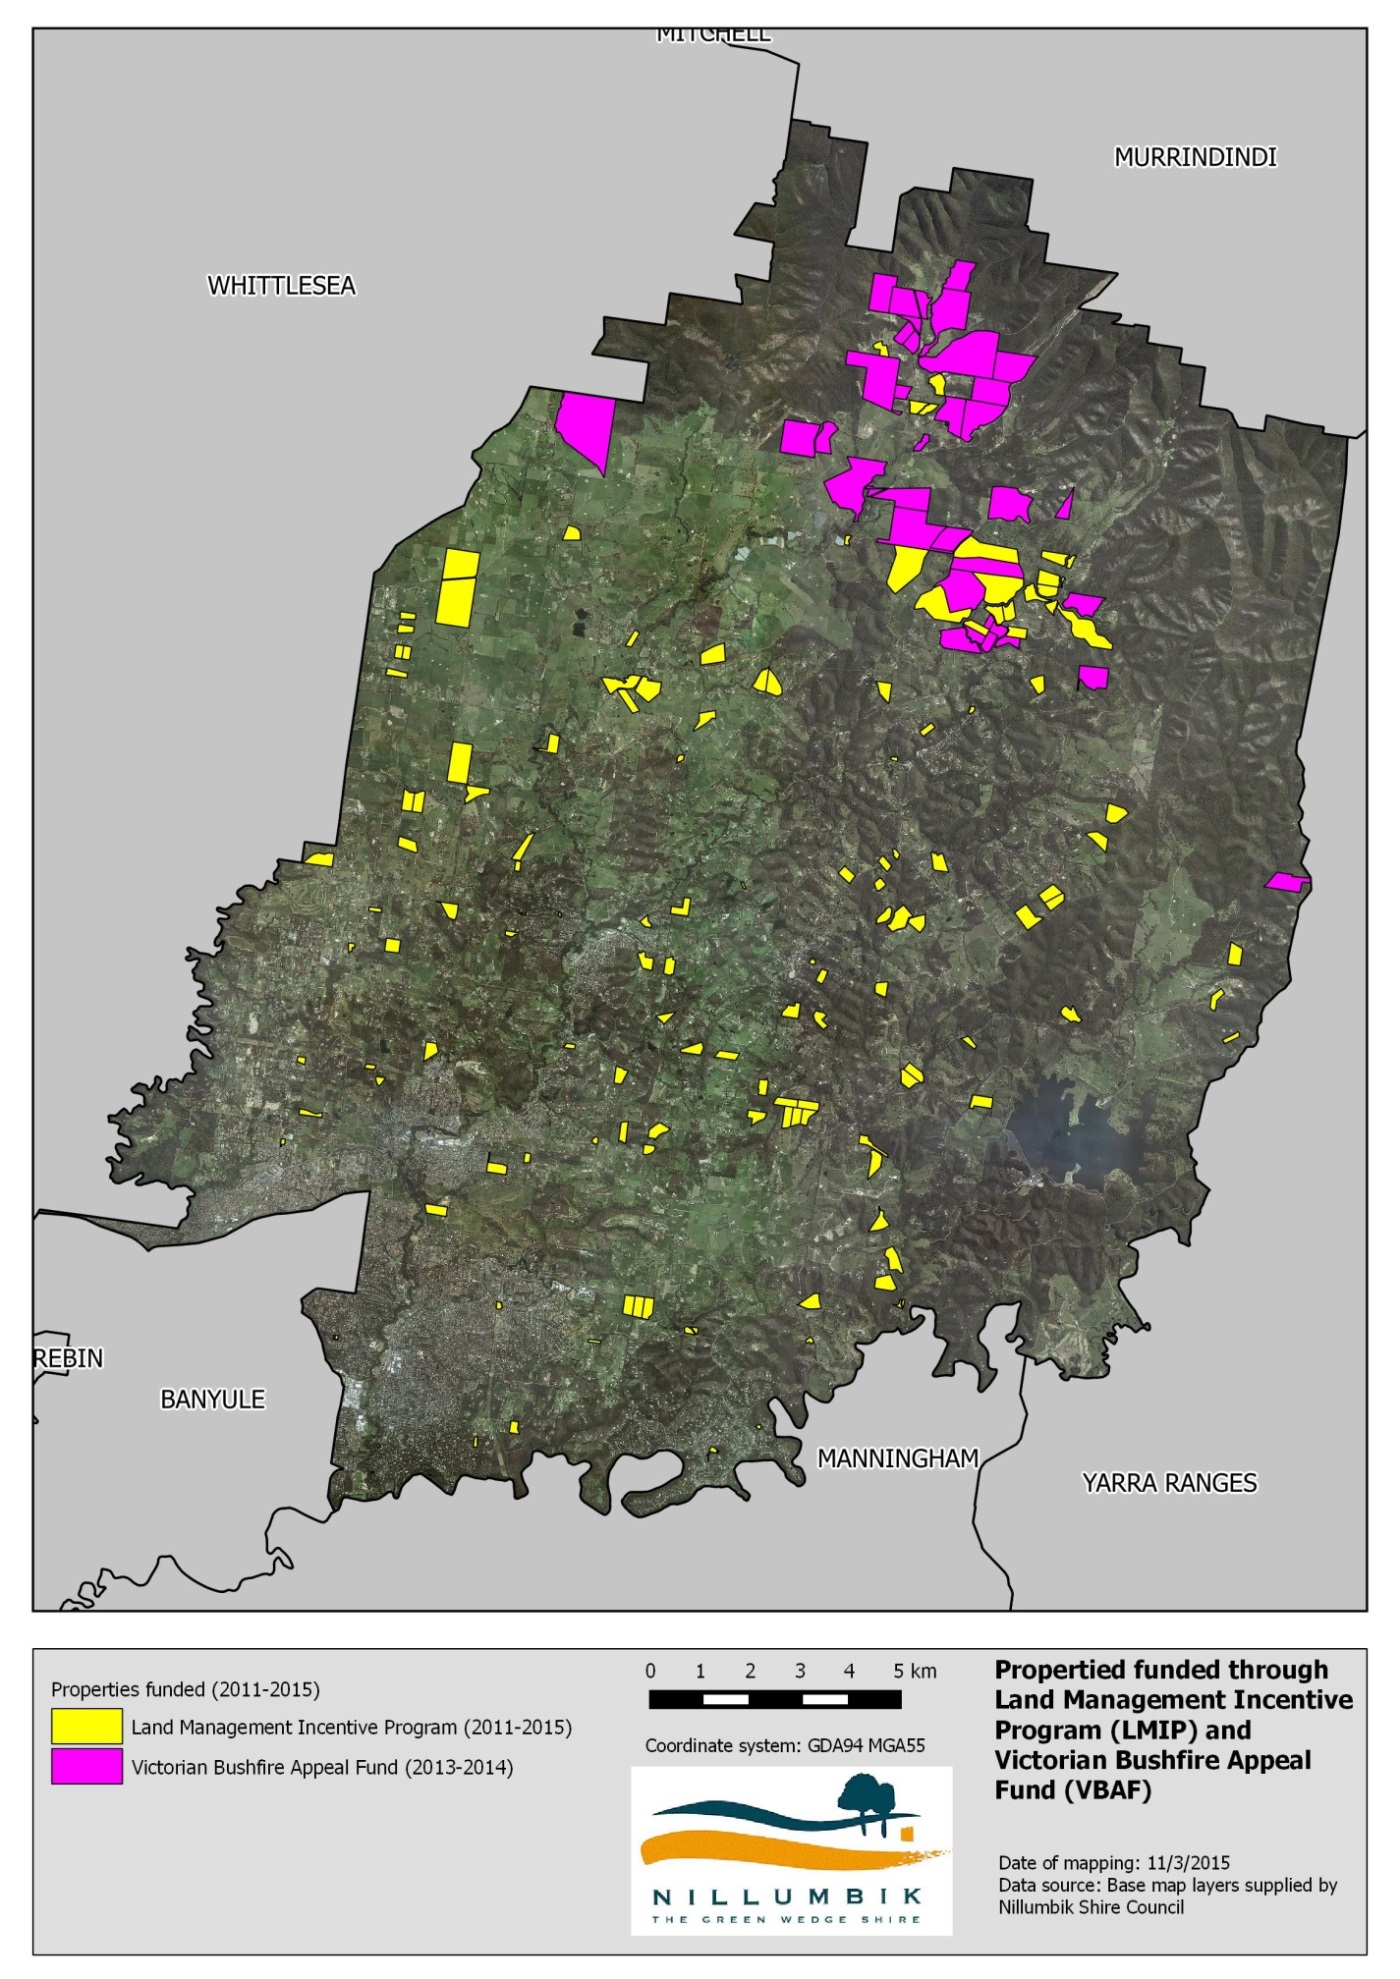 MITCHELL
MURRINDINDI
WHITTLESEA
REBIN
BANYULE
MANNINGHAM
YARRA RANGES
Properties funded (2011-2015)
Land Management Incentive Program (2011-2015)
Victorian Bushfire Appeal Fund (2013-2014)
0 1 2 3 4 5 km
Coordinate system: GDA94 MGA55
NILLUMBIK
THE GREEN WEDGE SHIRE
Propertied funded through
Land Management Incentive
Program (LMIP) and
Victorian Bushfire Appeal
Fund (VBAF)
Date of mapping: 11/3/2015
Data source: Base map layers supplied by
Nillumbik Shire Council